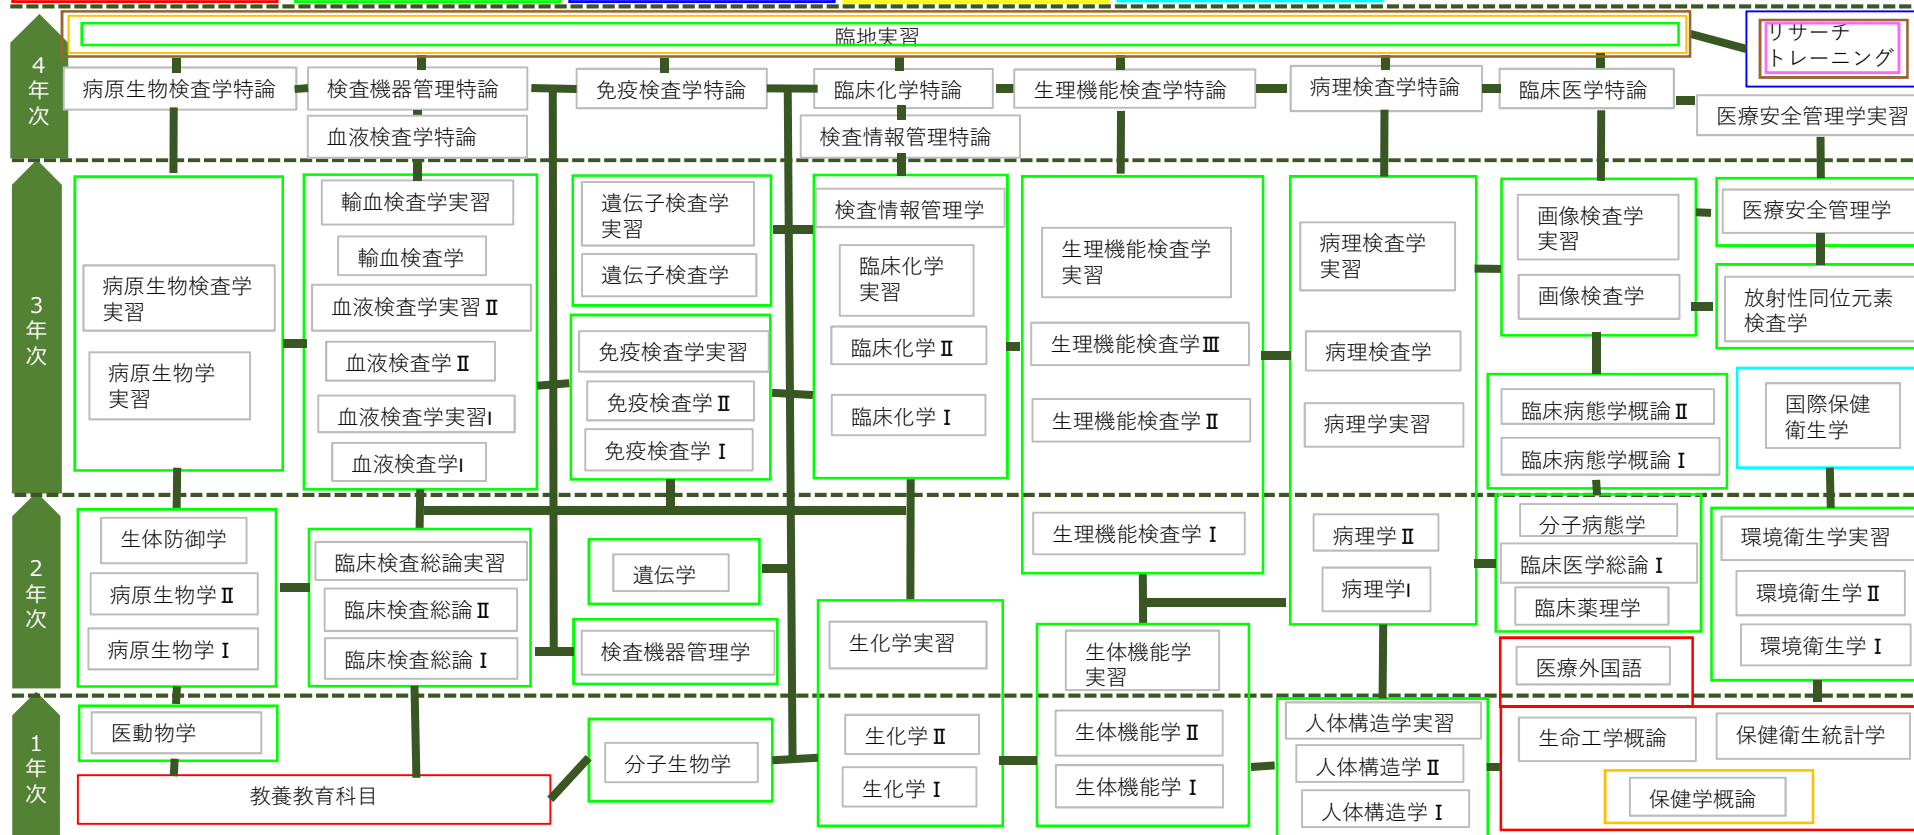 臨地実習
リサーチ
トレーニング
4年次
病原生物検査学特論
検査機器管理特論
免疫検査学特論
臨床化学特論
生理機能検査学特論
病理検査学特論
臨床医学特論
医療安全管理学実習
血液検査学特論
検査情報管理特論
3年次
病原生物検査学
実習
病原生物学
実習
輸血検査学実習
輸血検査学
血液検査学実習Ⅱ
血液検査学Ⅱ
血液検査学実習I
血液検査学I
遺伝子検査学
実習
遺伝子検査学
免疫検査学実習
免疫検査学Ⅱ
免疫検査学Ⅰ
検査情報管理学
臨床化学
実習
臨床化学Ⅱ
臨床化学Ⅰ
生理機能検査学
実習
生理機能検査学Ⅲ
生理機能検査学Ⅱ
生理機能検査学Ⅰ
病理検査学
実習
病理検査学
病理学実習
病理学Ⅱ
病理学I
画像検査学
実習
画像検査学
臨床病態学概論Ⅱ
臨床病態学概論Ⅰ
医療安全管理学
放射性同位元素
検査学
国際保健
衛生学
2年次
生体防御学
病原生物学Ⅱ
病原生物学Ⅰ
臨床検査総論実習
臨床検査総論Ⅱ
臨床検査総論Ⅰ
遺伝学
検査機器管理学
生化学実習
生体機能学
実習
分子病態学
臨床医学総論Ⅰ
臨床薬理学
医療外国語
環境衛生学実習
環境衛生学Ⅱ
環境衛生学Ⅰ
1年次
医動物学
教養教育科目
分子生物学
生化学Ⅱ
生化学Ⅰ
生体機能学Ⅱ
生体機能学Ⅰ
人体構造学実習
人体構造学Ⅱ
人体構造学Ⅰ
生命工学概論
保健衛生統計学
保健学概論